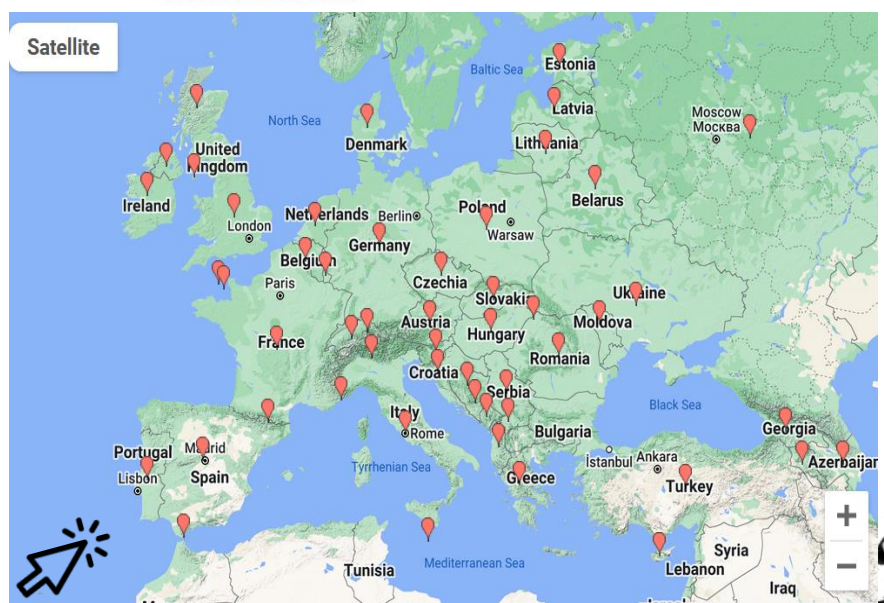 Satellite
Estonia
Baltic Sea
Latvia
Moscow
Москва
North Sea
Denmark
Lithuania
United
Kingdom
Belarus
Ireland
Netherlands
Berlin
Poland
London
Warsaw
Germany
Belgium
Paris
Czechia
Slovakia
Ukraine
Austria
Moldova
Hungary
France
Romania
Croatia
Serbia
Black Sea
Italy
Georgia
Rome
Bulgaria
Portugal
Madrid
İstanbul
Ankara
Azerbaijan
Lisbon
Spain
Tyrrhenian Sea
Greece
Turkey
+
Syria
Mediterranean Sea
Tunisia
Lebanon
−
Iraq